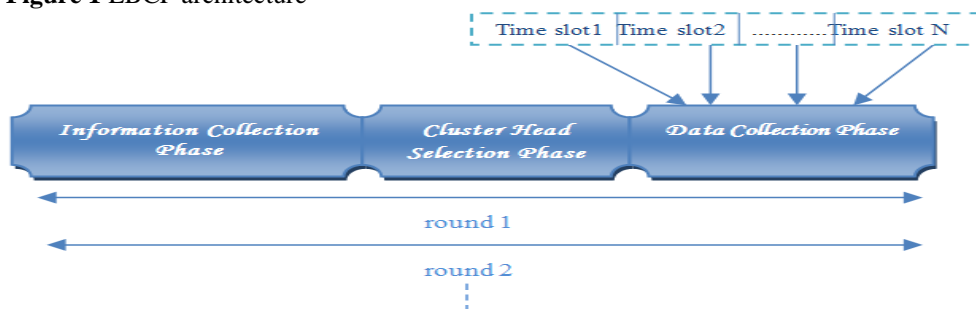 Figure 1 EBCP architecture
Time slot1 Time slot2 ............Time slot N
Information Collection Phase
Cluster Head Selection Phase
Data Collection Phase
round 1
round 2